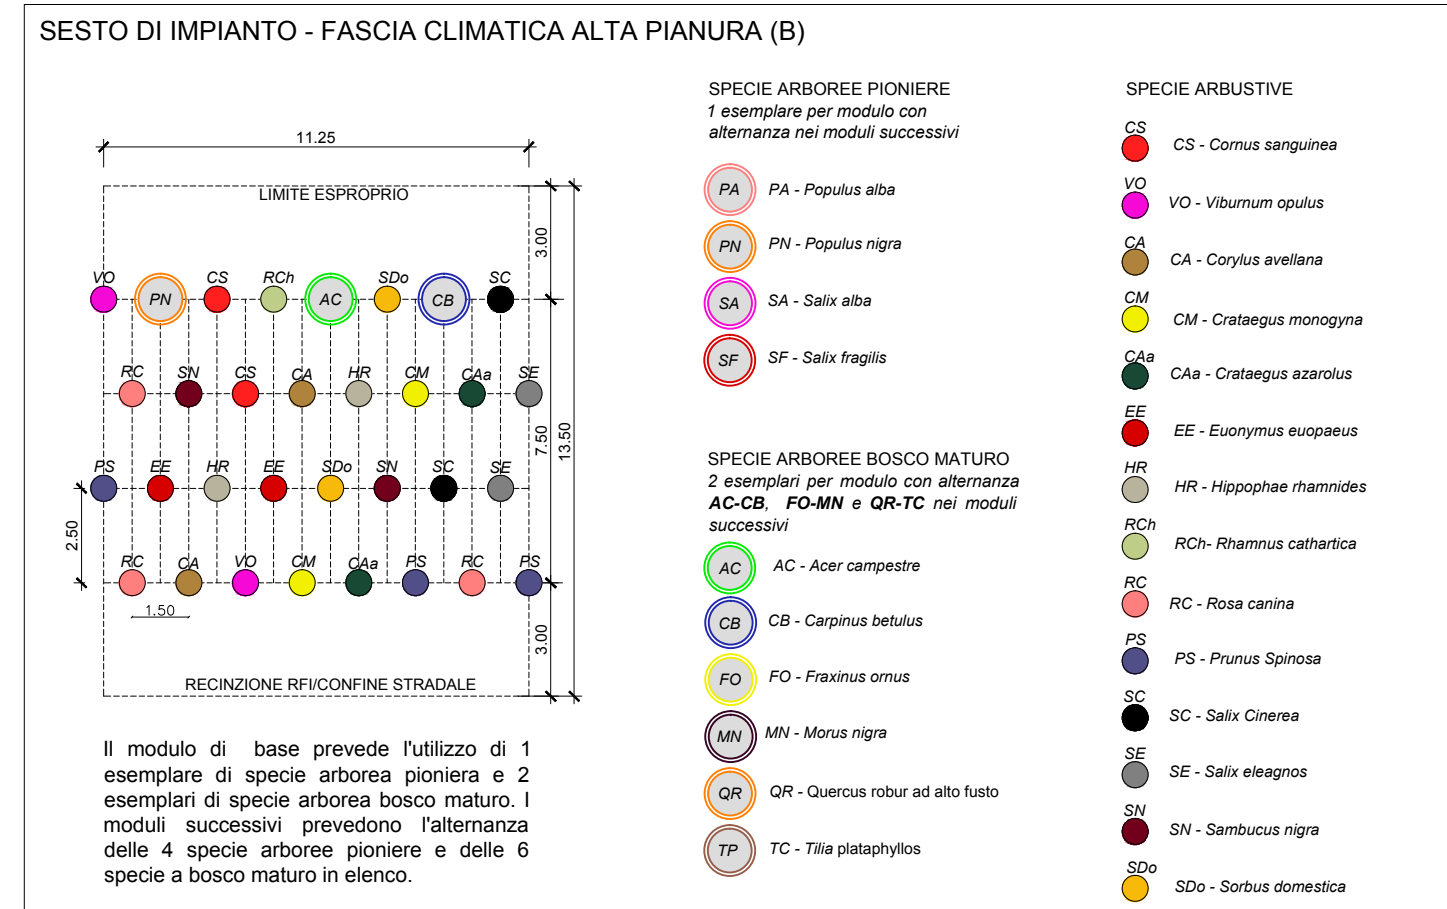 SESTO DI IMPIANTO - FASCIA CLIMATICA ALTA PIANURA (B)
11.25
LIMITE ESPROPRIO
3.00
VO PN CS RCh AC SDo CB SC
RC SN CS CA HR CM CAa SE
7.50
13.50
PS EE HR EE SDo SN SC SE
2.50
RC CA VO CM CAa PS RC PS
1.50
3.00
RECINZIONE RFI/CONFINE STRADALE
Il modulo di base prevede l'utilizzo di 1
esemplare di specie arborea pioniera e 2
esemplari di specie arborea bosco maturo. I
moduli successivi prevedono l'alternanza
delle 4 specie arboree pioniere e delle 6
specie a bosco maturo in elenco.
SPECIE ARBOREE PIONIERE
1 esemplare per modulo con
alternanza nei moduli successivi
PA PA - Populus alba
PN PN - Populus nigra
SA SA - Salix alba
SF SF - Salix fragilis
SPECIE ARBOREE BOSCO MATURO
2 esemplari per modulo con alternanza
AC-CB, FO-MN e QR-TC nei moduli
successivi
AC AC - Acer campestre
CB CB - Carpinus betulus
FO FO - Fraxinus ornus
MN MN - Morus nigra
QR QR - Quercus robur ad alto fusto
TP TC - Tilia plataphyllos
SPECIE ARBUSTIVE
CS
CS - Cornus sanguinea
VO
VO - Viburnum opulus
CA
CA - Corylus avellana
CM
CM - Crataegus monogyna
CAa
CAa - Crataegus azarolus
EE
EE - Euonymus euopaeus
HR
HR - Hippophae rhamnides
RCh
RCh- Rhamnus cathartica
RC
RC - Rosa canina
PS
PS - Prunus Spinosa
SC
SC - Salix Cinerea
SE
SE - Salix eleagnos
SN
SN - Sambucus nigra
SDo
SDo - Sorbus domestica